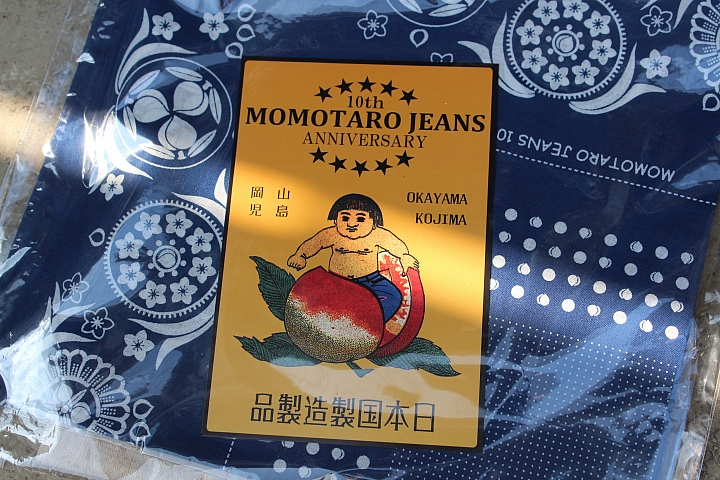 10th
MOMOTARO JEANS
ANNIVERSARY
岡山
児島
OKAYAMA
KOJIMA
品製造製国本日
MOMOTARO JEANS 10